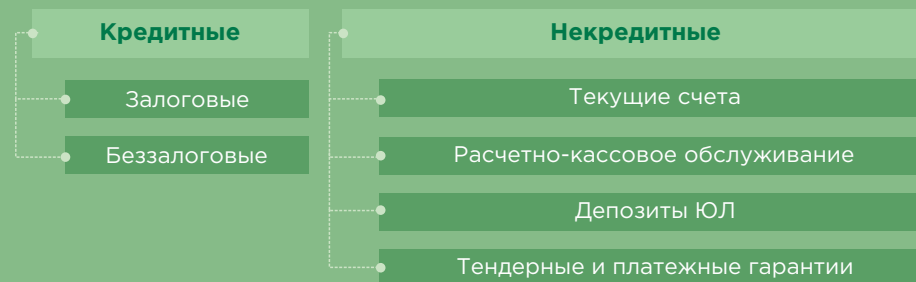 Кредитные
Залоговые
Беззалоговые
Некредитные
Текущие счета
Расчетно-кассовое обслуживание
Депозиты ЮЛ
Тендерные и платежные гарантии